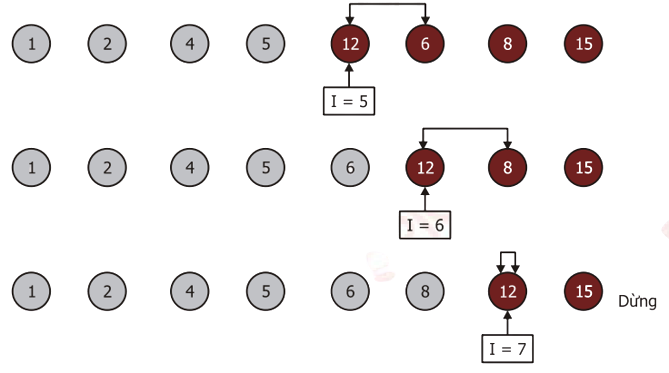 1 2 4 5 12 6 8 15
I = 5
1 2 4 5 6 12 8 15
I = 6
1 2 4 5 6 8 12 15 Dừng
I = 7